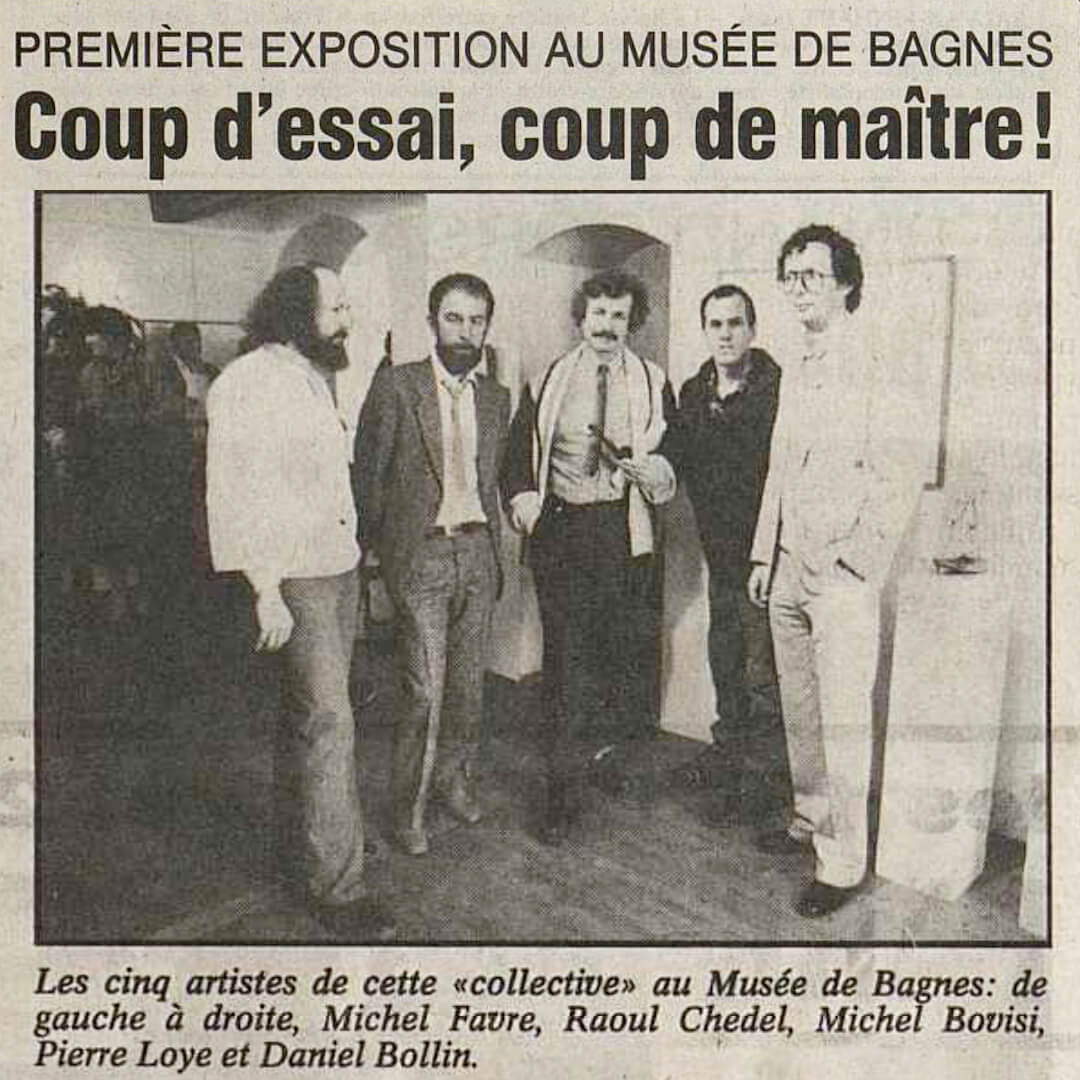 PREMIÈRE EXPOSITION AU MUSÉE DE BAGNES
Coup d'essai, coup de maître!
Les cinq artistes de cette «collective» au Musée de Bagnes: de
gauche à droite, Michel Favre, Raoul Chedel, Michel Bovisi,
Pierre Loye et Daniel Bollin.